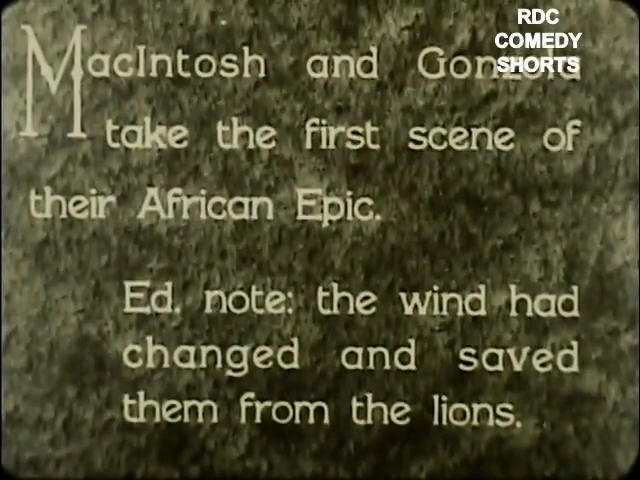 RDC
COMEDY
SHORTS
MacIntosh and
take the first scene of
their African Epic.
Ed. note: the wind had
changed and saved
them from the lions.